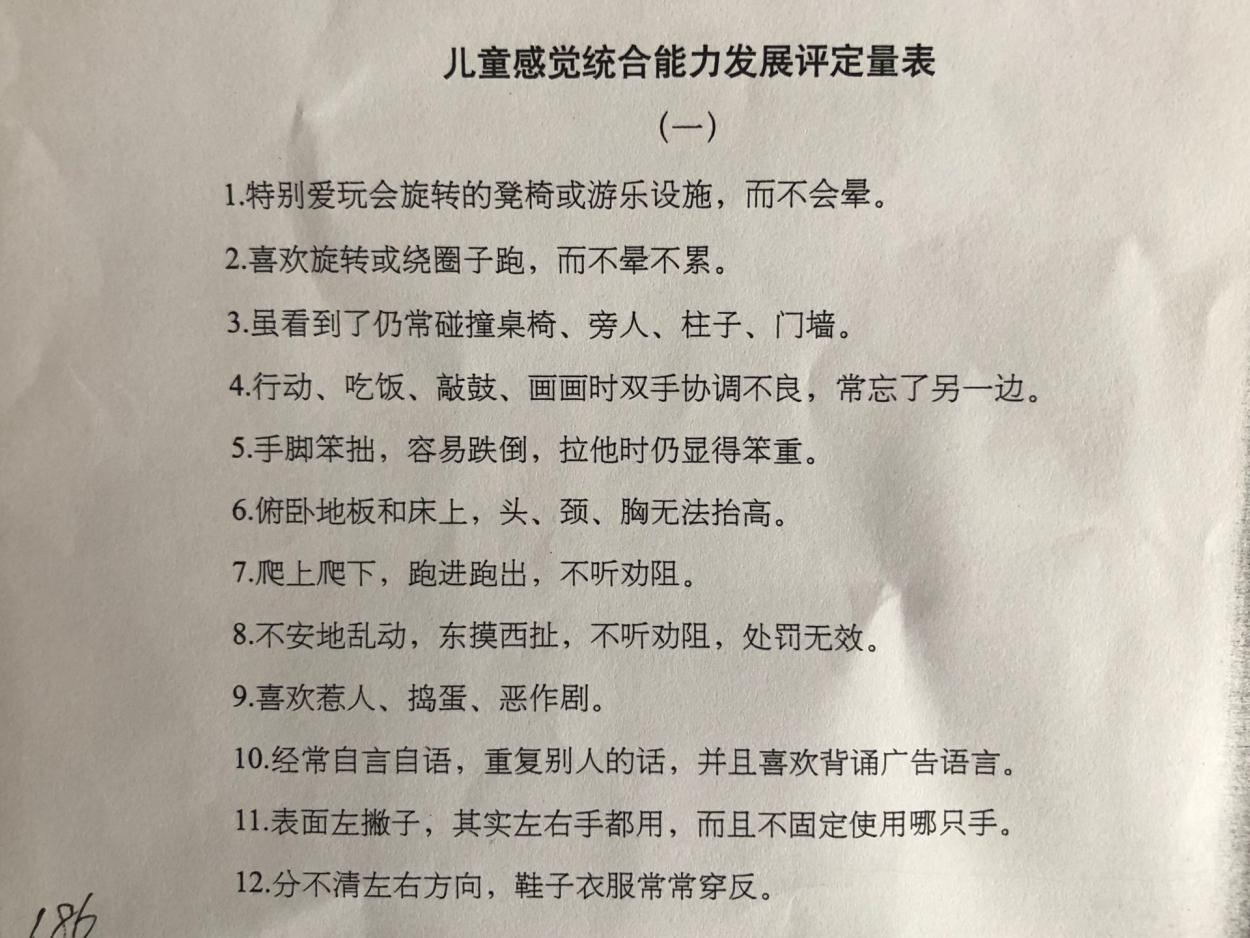 儿童感觉统合能力发展评定量表
(一)
1.特别爱玩会旋转的凳椅或游乐设施，而不会晕。
2.喜欢旋转或绕圈子跑，而不晕不累。
3.虽看到了仍常碰撞桌椅、旁人、柱子、门墙。
4.行动、吃饭、敲鼓、画画时双手协调不良，常忘了另一边。
5.手脚笨拙，容易跌倒，拉他时仍显得笨重。
6.俯卧地板和床上，头、颈、胸无法抬高。
7.爬上爬下，跑进跑出，不听劝阻。
8.不安地乱动，东摸西扯，不听劝阻，处罚无效。
9.喜欢惹人、捣蛋、恶作剧。
10.经常自言自语，重复别人的话，并且喜欢背诵广告语言。
11.表面左撇子，其实左右手都用，而且不固定使用哪只手。
12.分不清左右方向，鞋子衣服常常穿反。
186